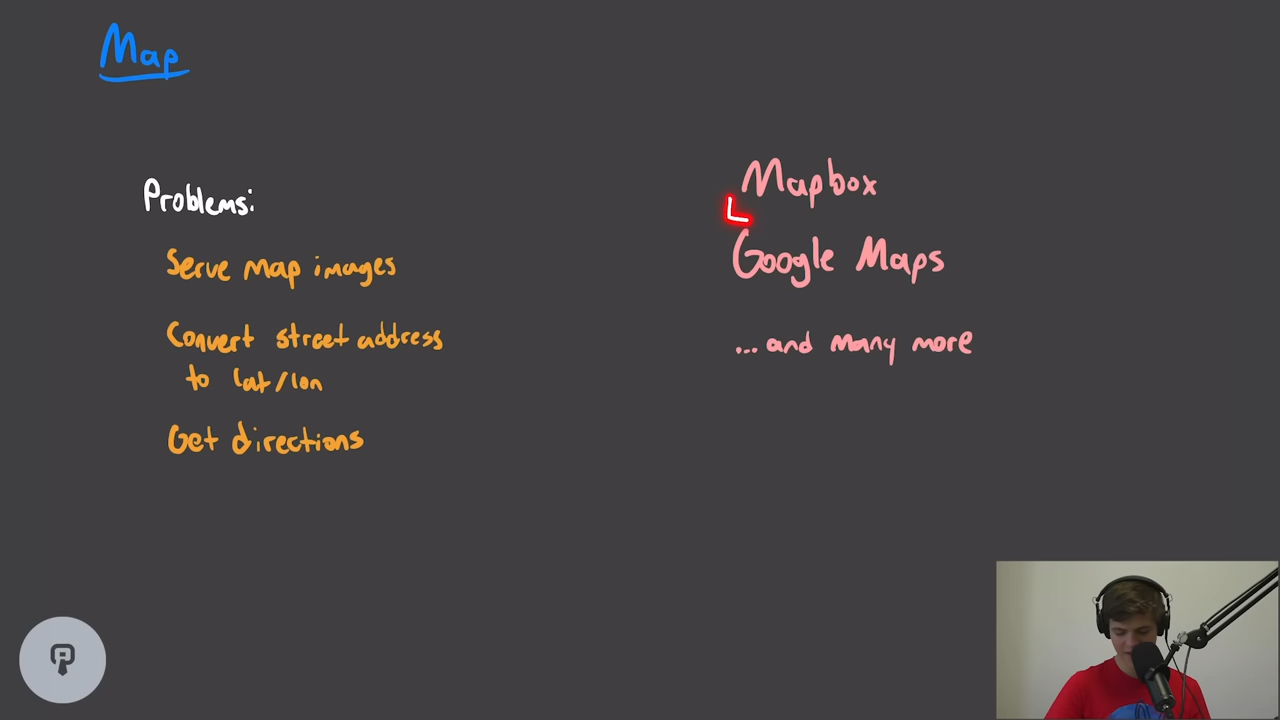 Map
Problems:
Serve map images
Convert street address
to lat/lon
Get directions
Mapbox
Google Maps
...and many more